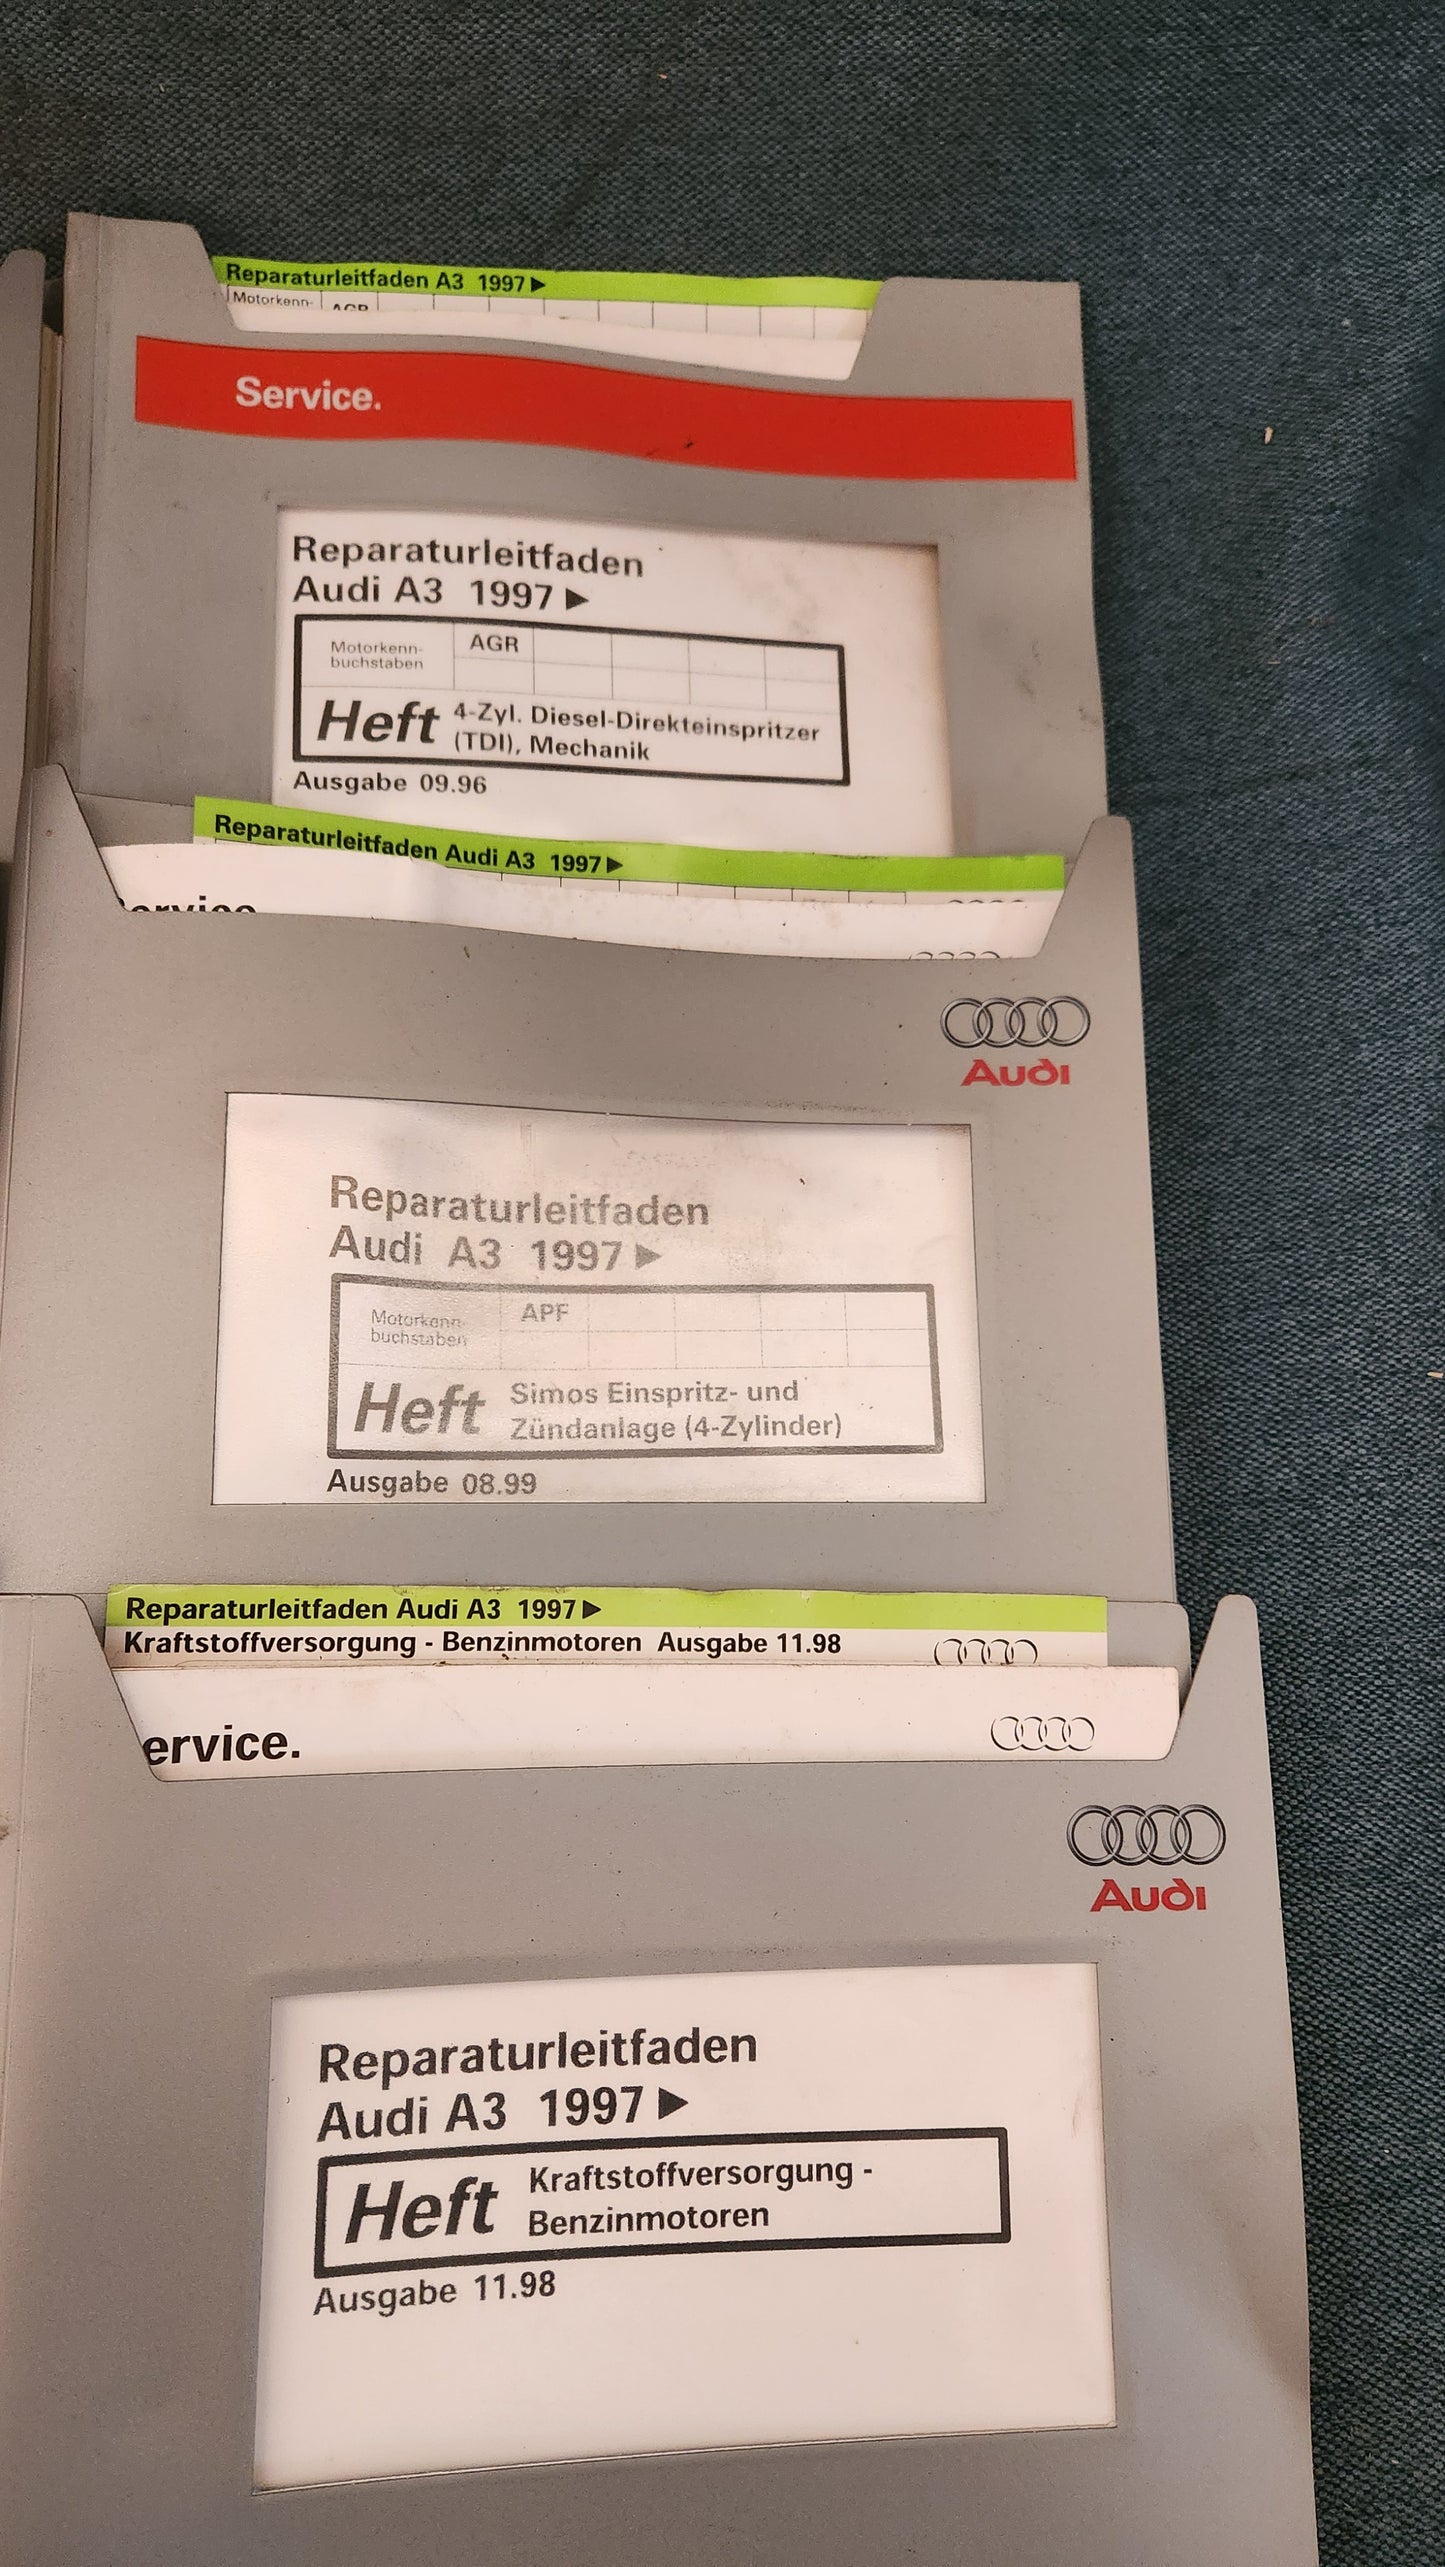 Reparaturleitfaden A3 1997 ▶
Motorkenn- AGR
Service.
Reparaturleitfaden
Audi A3 1997 ▶
Motorkenn- AGR
buchstaben
Heft 4-Zyl. Diesel-Direkteinspritzer
(TDI), Mechanik
Ausgabe 09.96
Reparaturleitfaden Audi A3 1997 ▶
Service
Audi
Reparaturleitfaden
Audi A3 1997 ▶
Motorkenn- APF
buchstaben
Heft Simos Einspritz- und
Zündanlage (4-Zylinder)
Ausgabe 08.99
Reparaturleitfaden Audi A3 1997 ▶
Kraftstoffversorgung - Benzinmotoren Ausgabe 11.98
ervice.
Audi
Reparaturleitfaden
Audi A3 1997 ▶
Heft Kraftstoffversorgung -
Benzinmotoren
Ausgabe 11.98